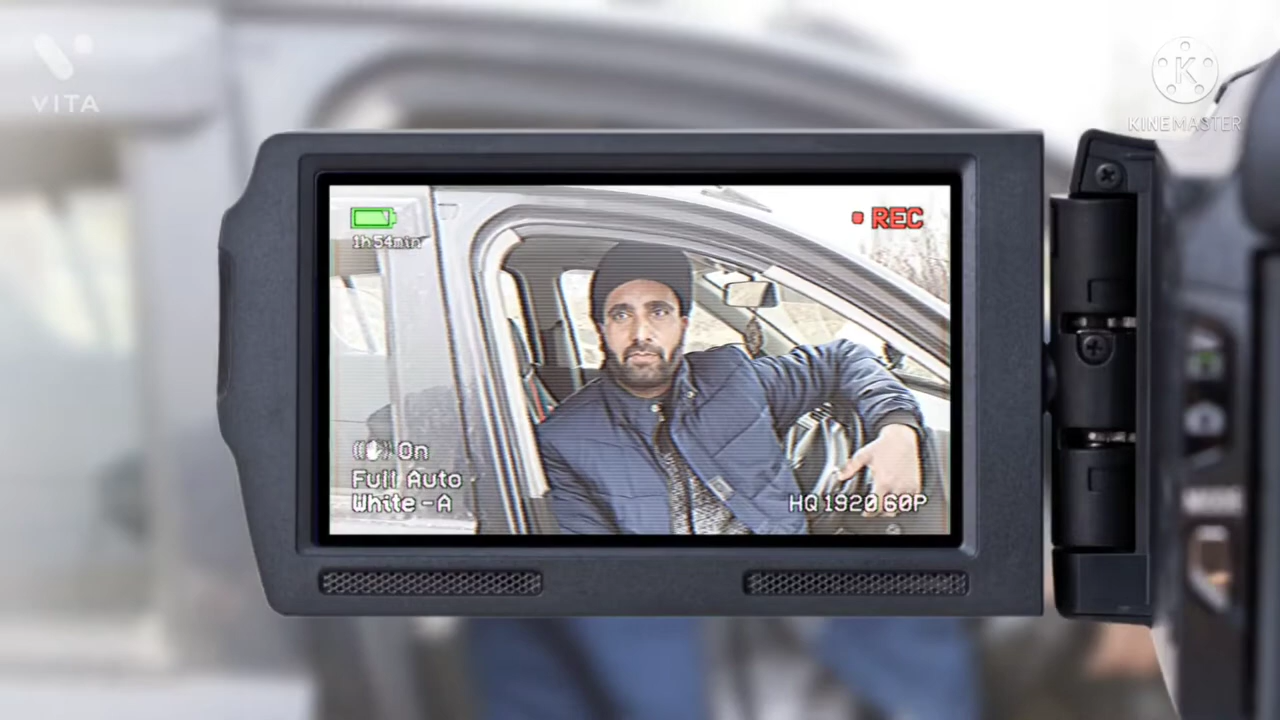 VITA
KINEMASTER
1h54min
REC
On
Full Auto
White-A
HQ 1920 60P